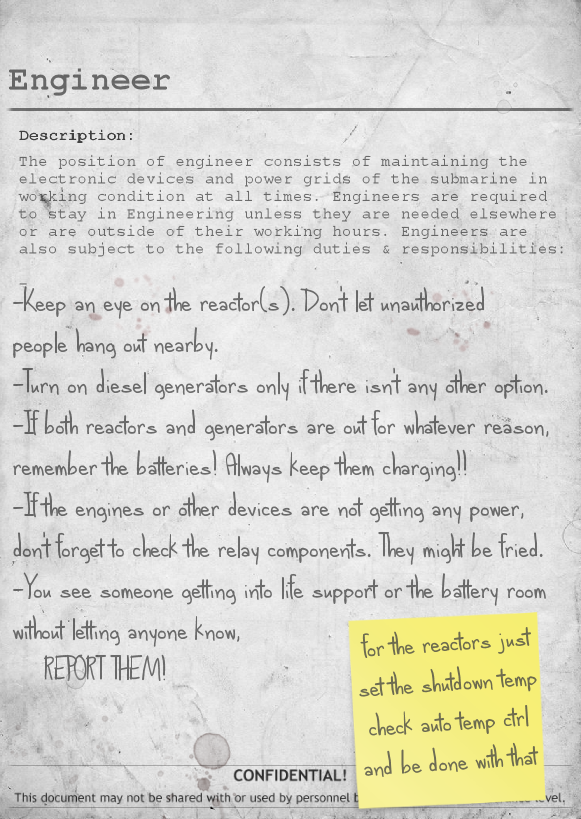 Engineer
Description:
The position of engineer consists of maintaining the
electronic devices and power grids of the submarine in
working condition at all times. Engineers are required
to stay in Engineering unless they are needed elsewhere
or are outside of their working hours. Engineers are
also subject to the following duties & responsibilities:
-Keep an eye on the reactor(s). Don't let unauthorized
people hang out nearby.
-Turn on diesel generators only if there isn't any other option.
-If both reactors and generators are out for whatever reason,
remember the batteries! Always keep them charging!!
-If the engines or other devices are not getting any power,
don't forget to check the relay components. They might be fried.
-You see someone getting into life support or the battery room
without letting anyone know,
REPORT THEM!
for the reactors just
set the shutdown temp
check auto temp ctrl
and be done with that
CONFIDENTIAL!
This document may not be shared with or used by personnel level.